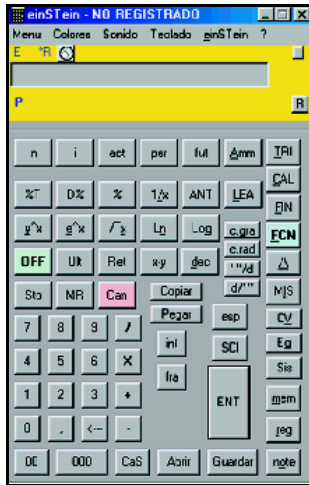 einSTein - NO REGISTRADO
Menu Colores Sonido Teclado einSTein ?
E *R
P R
n i act per fut Amm TRI
CAL
%T D% % 1/x ANT LEA FIN
y^x e^x Ln Log c.gra FCN
c.rad
OFF Ult Rel x-y dec ' "/d
d/' "
Sto MR Can Copiar M|S
Pegar
7 8 9 / esp CV
inl SCI Eg
4 5 6 X Sis
fra
1 2 3 + ENT mem
0 , <-- - reg
00 000 CaS Abrir Guardar note